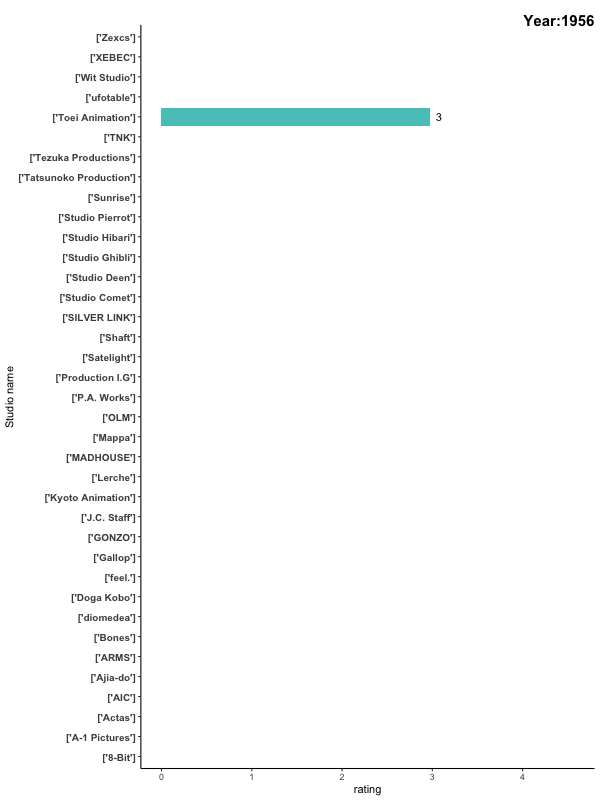 Year:1956
['Zexcs']
['XEBEC']
['Wit Studio']
['ufotable']
['Toei Animation']
3
['TNK']
['Tezuka Productions']
['Tatsunoko Production']
['Sunrise']
['Studio Pierrot']
['Studio Hibari']
['Studio Ghibli']
['Studio Deen']
['Studio Comet']
['SILVER LINK']
['Shaft']
['Satelight']
['Production I.G']
['P.A. Works']
['OLM']
['Mappa']
['MADHOUSE']
['Lerche']
['Kyoto Animation']
['J.C. Staff']
['GONZO']
['Gallop']
['feel.']
['Doga Kobo']
['diomedea']
['Bones']
['ARMS']
['Ajia-do']
['AIC']
['Actas']
['A-1 Pictures']
['8-Bit']
Studio name
0 1 2 3 4
rating